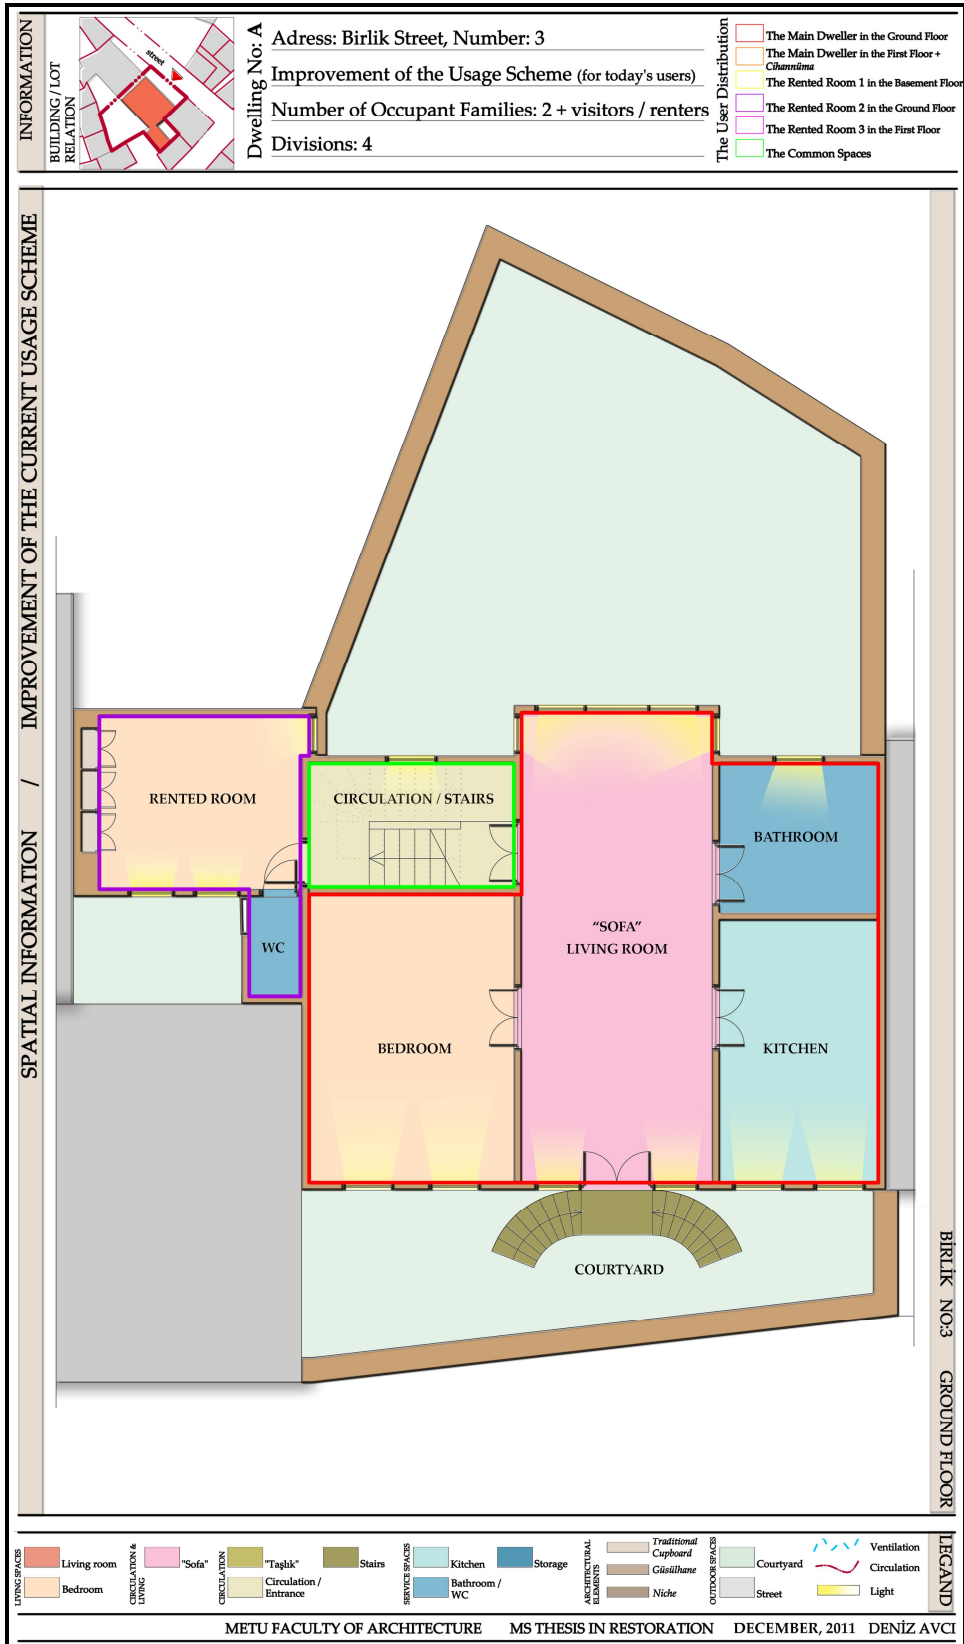 INFORMATION
BUILDING / LOT
RELATION
street
Dwelling No: A
Adress: Birlik Street, Number: 3
Improvement of the Usage Scheme (for today's users)
Number of Occupant Families: 2 + visitors / renters
Divisions: 4
The User Distribution
The Main Dweller in the Ground Floor
The Main Dweller in the First Floor +
Cihannüma
The Rented Room 1 in the Basement Floor
The Rented Room 2 in the Ground Floor
The Rented Room 3 in the First Floor
The Common Spaces
SPATIAL INFORMATION / IMPROVEMENT OF THE CURRENT USAGE SCHEME
RENTED ROOM
CIRCULATION / STAIRS
BATHROOM
"SOFA"
LIVING ROOM
WC
BEDROOM
KITCHEN
COURTYARD
BİRLİK NO:3 GROUND FLOOR
LEGAND
LIVING SPACES
Living room
Bedroom
CIRCULATION &
LIVING
"Sofa"
CIRCULATION
"Taşlık"
Circulation /
Entrance
Stairs
SERVICE SPACES
Kitchen
Bathroom /
WC
Storage
ARCHITECTURAL
ELEMENTS
Traditional
Cupboard
Güsülhane
Niche
OUTDOOR SPACES
Courtyard
Street
Ventilation
Circulation
Light
METU FACULTY OF ARCHITECTURE MS THESIS IN RESTORATION DECEMBER, 2011 DENİZ AVCI